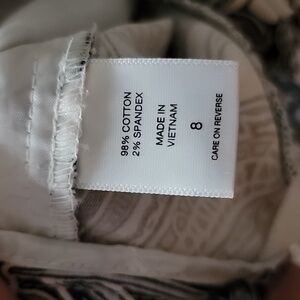 98% COTTON
2% SPANDEX
MADE IN
VIETNAM
8
CARE ON REVERSE